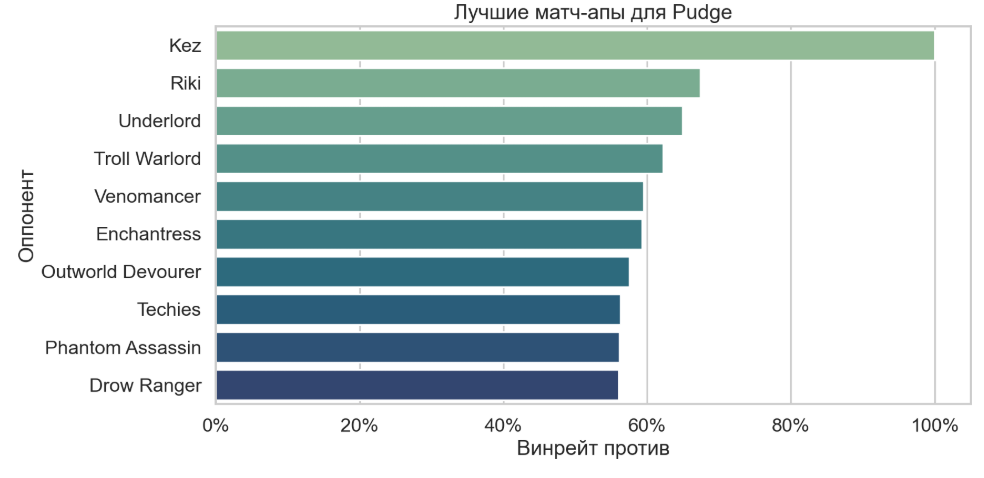 Лучшие матч-апы для Pudge
Оппонент
Kez
Riki
Underlord
Troll Warlord
Venomancer
Enchantress
Outworld Devourer
Techies
Phantom Assassin
Drow Ranger
0% 20% 40% 60% 80% 100%
Винрейт против